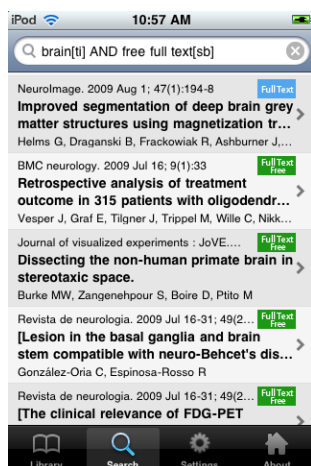 iPod 10:57 AM
brain[ti] AND free full text[sb]
NeuroImage. 2009 Aug 1; 47(1):194-8 Full Text
Improved segmentation of deep brain grey
matter structures using magnetization tr...
Helms G, Draganski B, Frackowiak R, Ashburner J,...
BMC neurology. 2009 Jul 16; 9(1):33 Full Text
Free
Retrospective analysis of treatment
outcome in 315 patients with oligodendr...
Vesper J, Graf E, Tilgner J, Trippel M, Wille C, Nikk...
Journal of visualized experiments : JoVE.... Full Text
Free
Dissecting the non-human primate brain in
stereotaxic space.
Burke MW, Zangenehpour S, Boire D, Ptito M
Revista de neurologia. 2009 Jul 16-31; 49(2... Full Text
Free
[Lesion in the basal ganglia and brain
stem compatible with neuro-Behcet's dis...
González-Oria C, Espinosa-Rosso R
Revista de neurologia. 2009 Jul 16-31; 49(2... Full Text
Free
[The clinical relevance of FDG-PET
Library Search Settings About